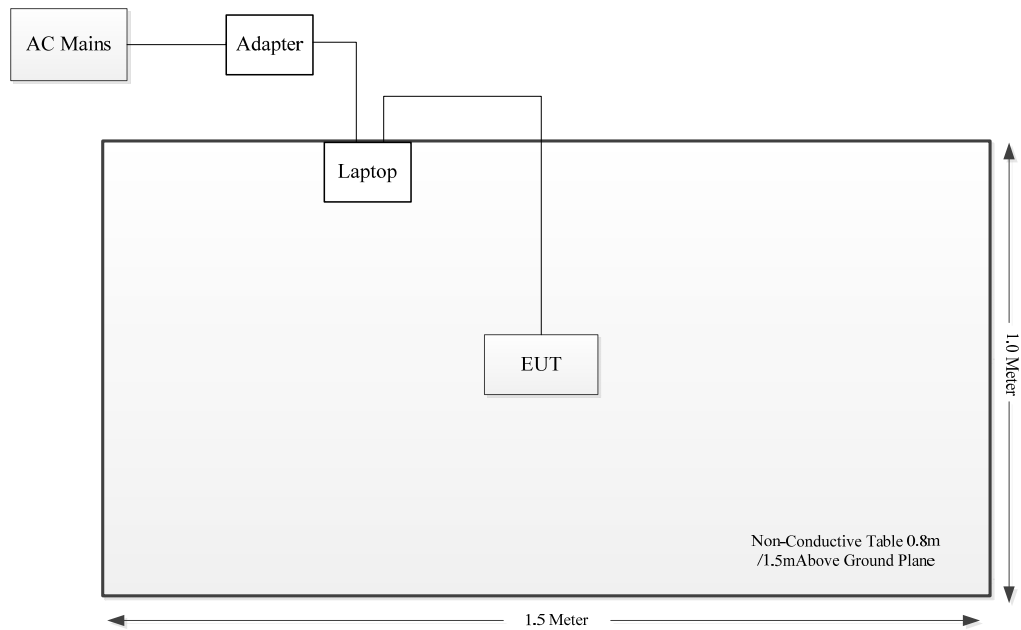 AC Mains
Adapter
Laptop
EUT
1.0 Meter
Non-Conductive Table 0.8m
/1.5mAbove Ground Plane
1.5 Meter